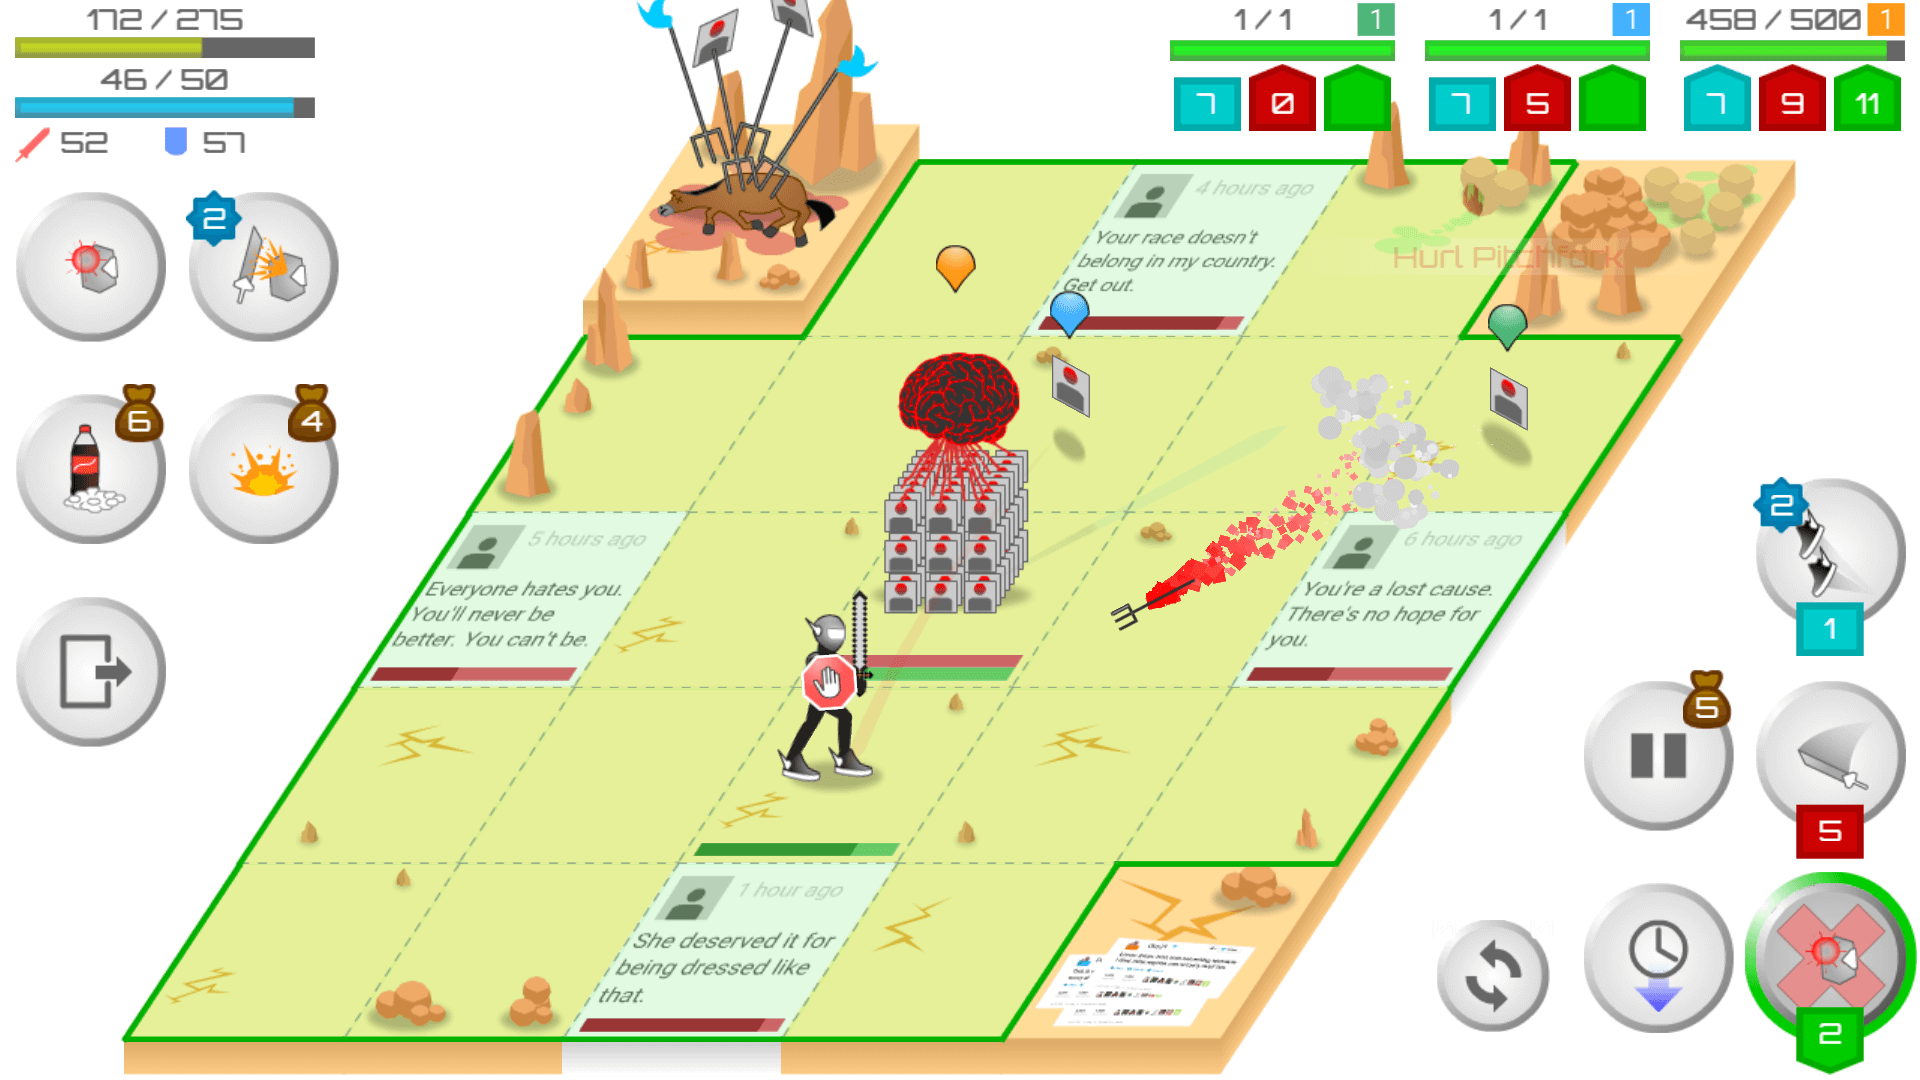 172 / 275
46 / 50
52
57
2
6
4
1 / 1
1
7
0
1 / 1
1
7
5
458 / 500
1
7
9
11
4 hours ago
Your race doesn't
belong in my country.
Get out.
Hurl Pitchfork
5 hours ago
Everyone hates you.
You'll never be
better. You can't be.
6 hours ago
You're a lost cause.
There's no hope for
you.
1 hour ago
She deserved it for
being dressed like
that.
2
1
5
5
2